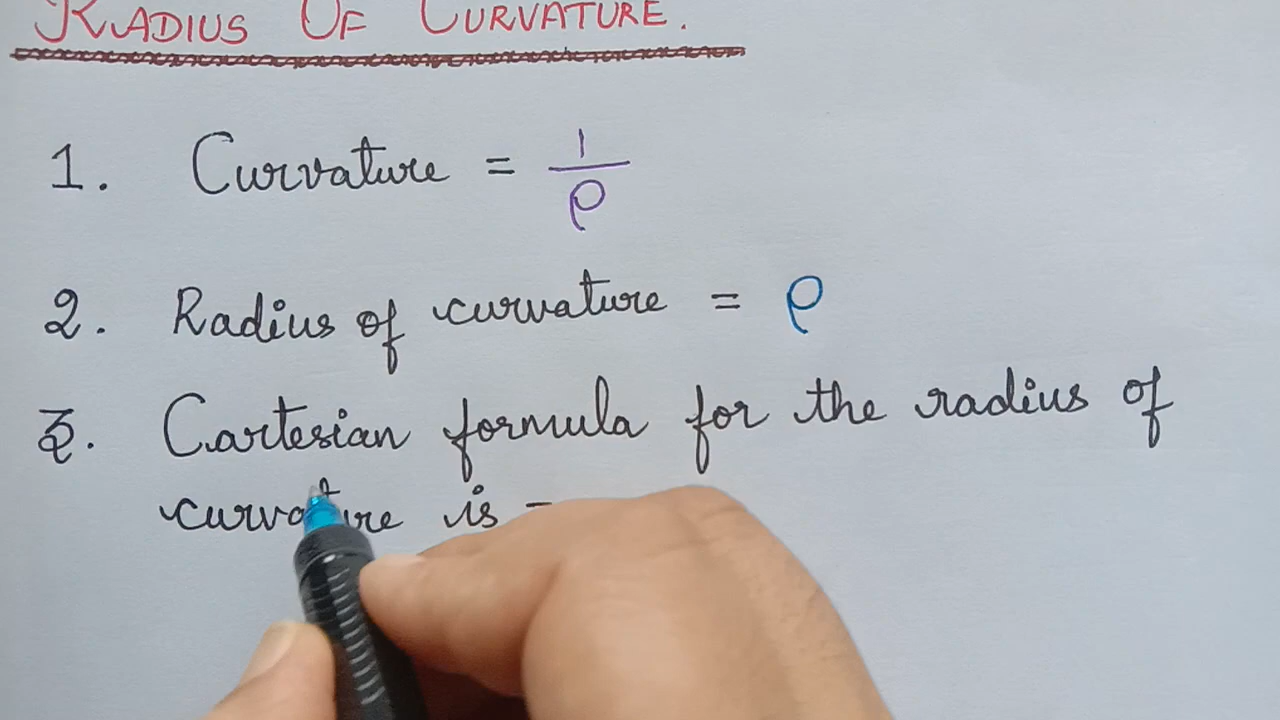 RADIUS OF CURVATURE.
1. Curvature = 1/ρ
2. Radius of curvature = ρ
3. Cartesian formula for the radius of
curvature is -